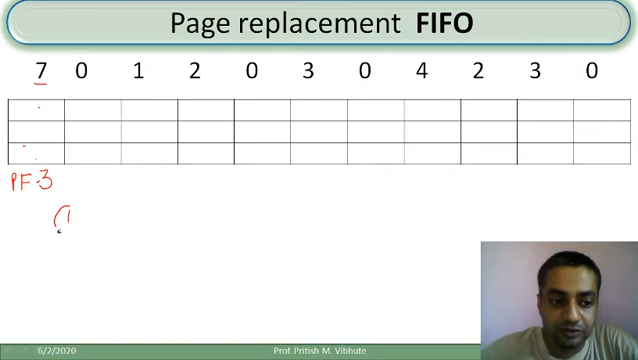 Page replacement FIFO
7 0 1 2 0 3 0 4 2 3 0
PF-3
6/2/2020 Prof. Pritish M. Vibhute